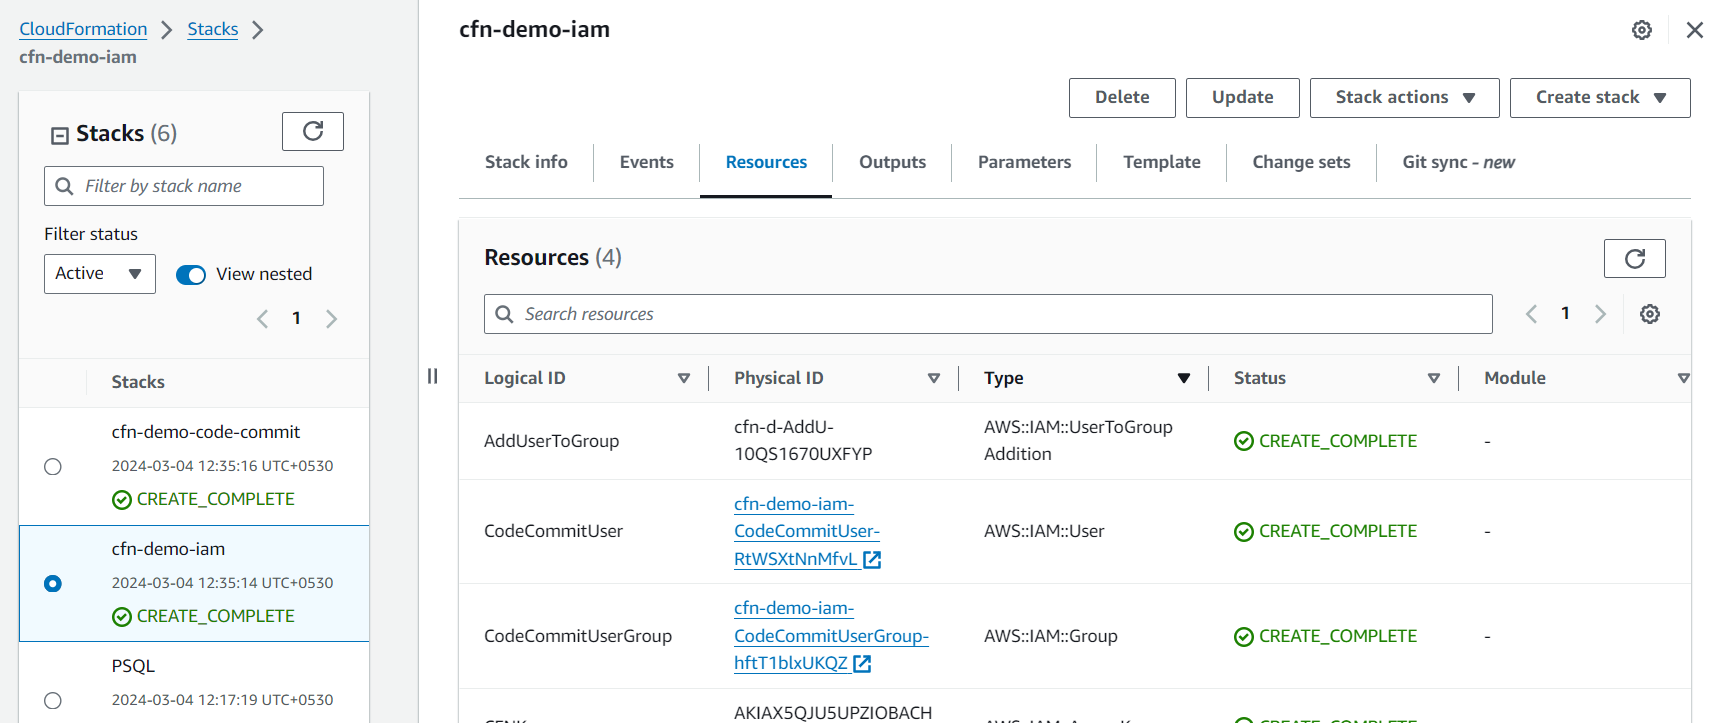 CloudFormation > Stacks >
cfn-demo-iam
Stacks (6)
Filter by stack name
Filter status
Active
View nested
1
Stacks
cfn-demo-code-commit
2024-03-04 12:35:16 UTC+0530
CREATE_COMPLETE
cfn-demo-iam
2024-03-04 12:35:14 UTC+0530
CREATE_COMPLETE
PSQL
2024-03-04 12:17:19 UTC+0530
cfn-demo-iam
Delete Update Stack actions Create stack
Stack info Events Resources Outputs Parameters Template Change sets Git sync - new
Resources (4)
Search resources
1
Logical ID Physical ID Type Status Module
AddUserToGroup
cfn-d-AddU-
10QS1670UXFYP
AWS::IAM::UserToGroup
Addition
CREATE_COMPLETE
-
CodeCommitUser
cfn-demo-iam-
CodeCommitUser-
RtWSXtNnMfvL
AWS::IAM::User
CREATE_COMPLETE
-
CodeCommitUserGroup
cfn-demo-iam-
CodeCommitUserGroup-
hftT1blxUKQZ
AWS::IAM::Group
CREATE_COMPLETE
-
AKIAX5QJU5UPZIOBACH